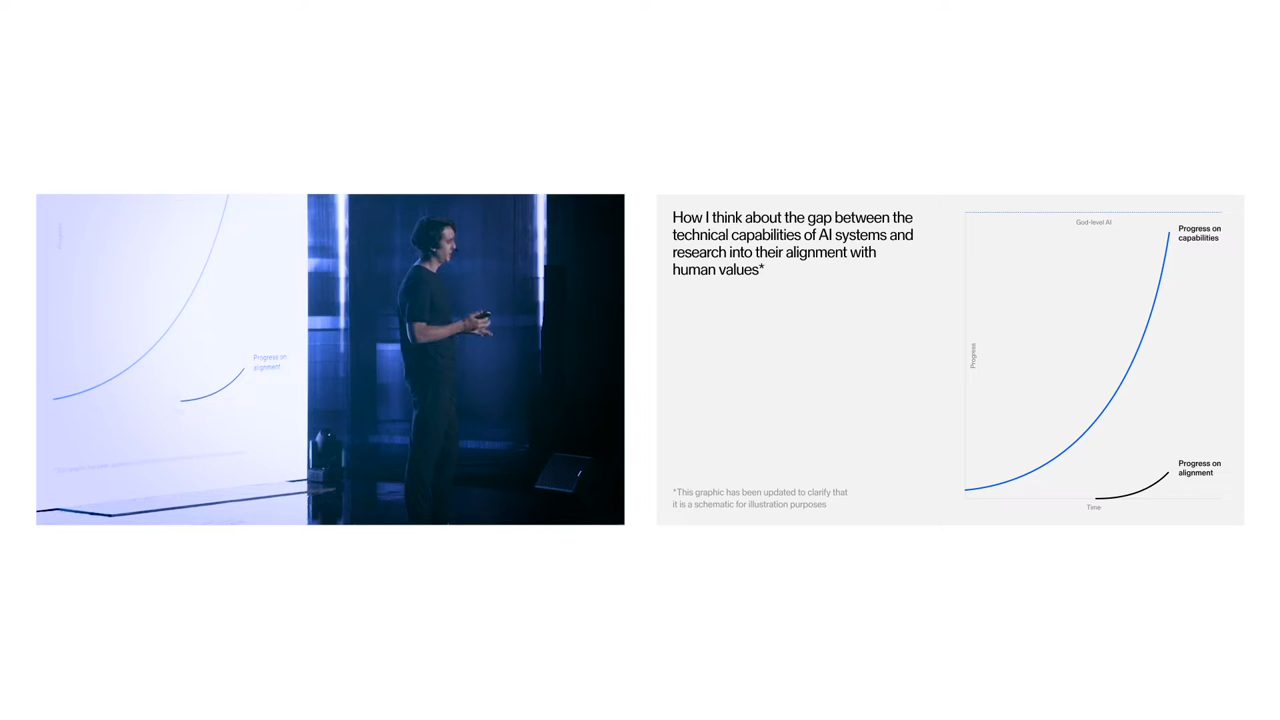 Progress
Progress on
alignment
How I think about the gap between the
technical capabilities of AI systems and
research into their alignment with
human values*
*This graphic has been updated to clarify that
it is a schematic for illustration purposes
God-level AI
Progress on
capabilities
Progress
Progress on
alignment
Time